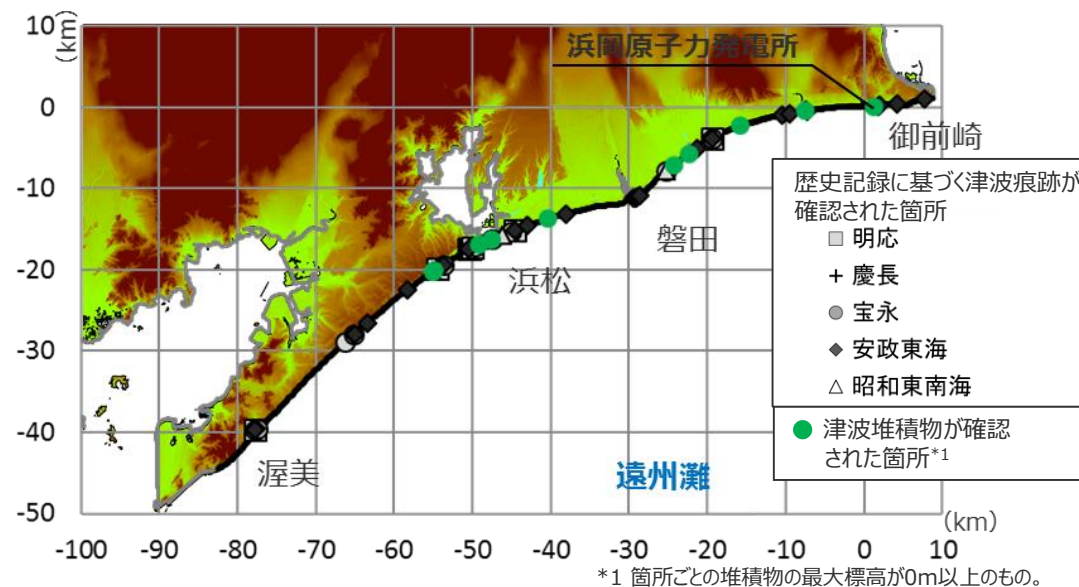 10
(km)
0
-10
-20
-30
-40
-50
浜岡原子力発電所
御前崎
磐田
浜松
渥美
遠州灘
歴史記録に基づく津波痕跡が
確認された箇所
□ 明応
+ 慶長
● 宝永
◆ 安政東海
△ 昭和東南海
● 津波堆積物が確認
された箇所*1
(km)
-100 -90 -80 -70 -60 -50 -40 -30 -20 -10 0 10
*1 箇所ごとの堆積物の最大標高が0m以上のもの。